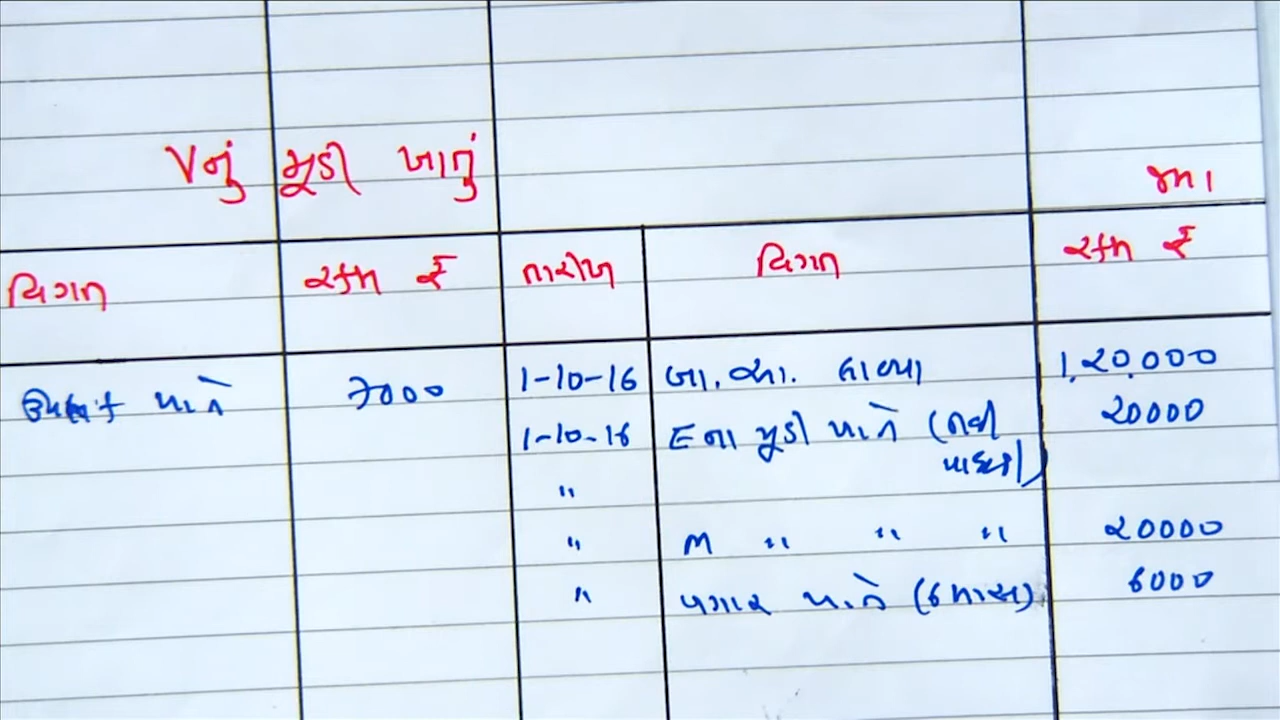 Vનું મૂડી ખાતું
જમા
વિગત રકમ ₹ તારીખ વિગત રકમ ₹
ખાતે 7000 1-10-16 બા. આ. લાવ્યા 1,20,000
1-10-16 Eના મૂડી ખાતે (નવી પાઘડી) 20000
"
" M " " " 20000
" પગાર ખાતે (6 માસ) 6000